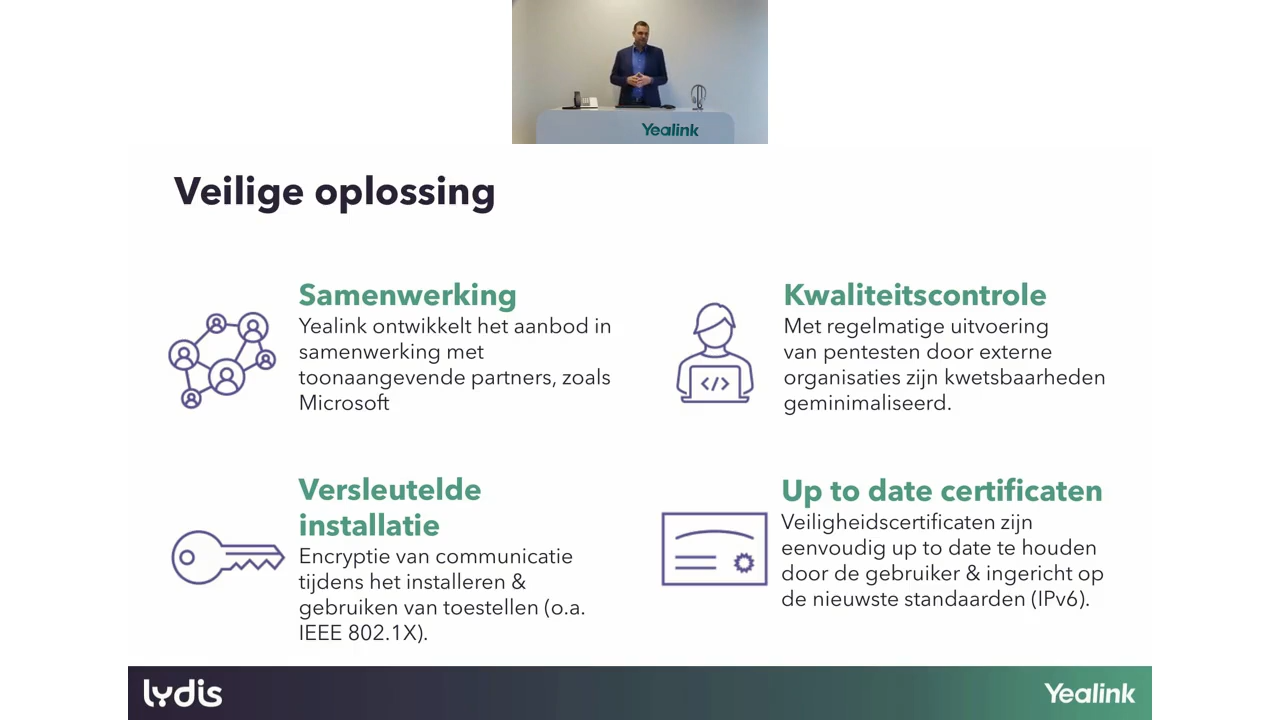 Yealink
Veilige oplossing
Samenwerking
Yealink ontwikkelt het aanbod in
samenwerking met
toonaangevende partners, zoals
Microsoft
Kwaliteitscontrole
Met regelmatige uitvoering
van pentesten door externe
organisaties zijn kwetsbaarheden
geminimaliseerd.
Versleutelde
installatie
Encryptie van communicatie
tijdens het installeren &
gebruiken van toestellen (o.a.
IEEE 802.1X).
Up to date certificaten
Veiligheidscertificaten zijn
eenvoudig up to date te houden
door de gebruiker & ingericht op
de nieuwste standaarden (IPv6).
lydis
Yealink